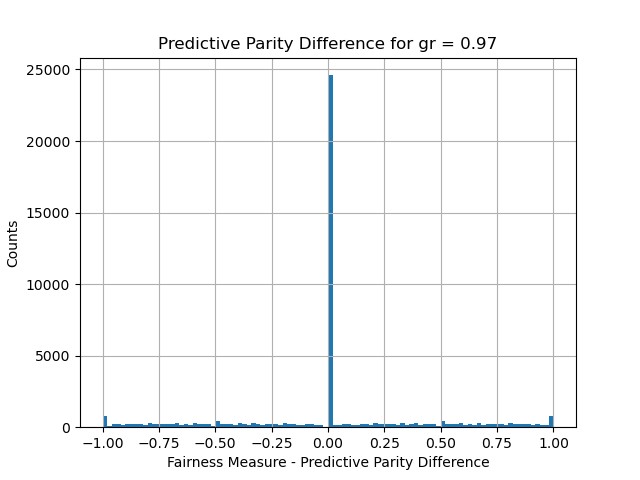 Predictive Parity Difference for gr = 0.97
25000
20000
15000
10000
5000
0
Counts
−1.00 −0.75 −0.50 −0.25 0.00 0.25 0.50 0.75 1.00
Fairness Measure - Predictive Parity Difference